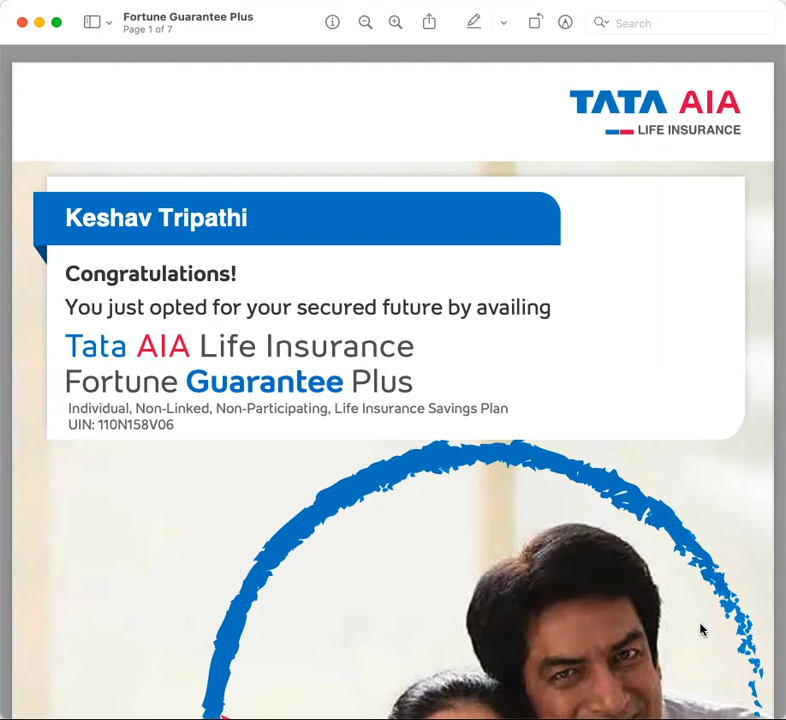 Fortune Guarantee Plus
Page 1 of 7
Search
TATA AIA
LIFE INSURANCE
Keshav Tripathi
Congratulations!
You just opted for your secured future by availing
Tata AIA Life Insurance
Fortune Guarantee Plus
Individual, Non-Linked, Non-Participating, Life Insurance Savings Plan
UIN: 110N158V06